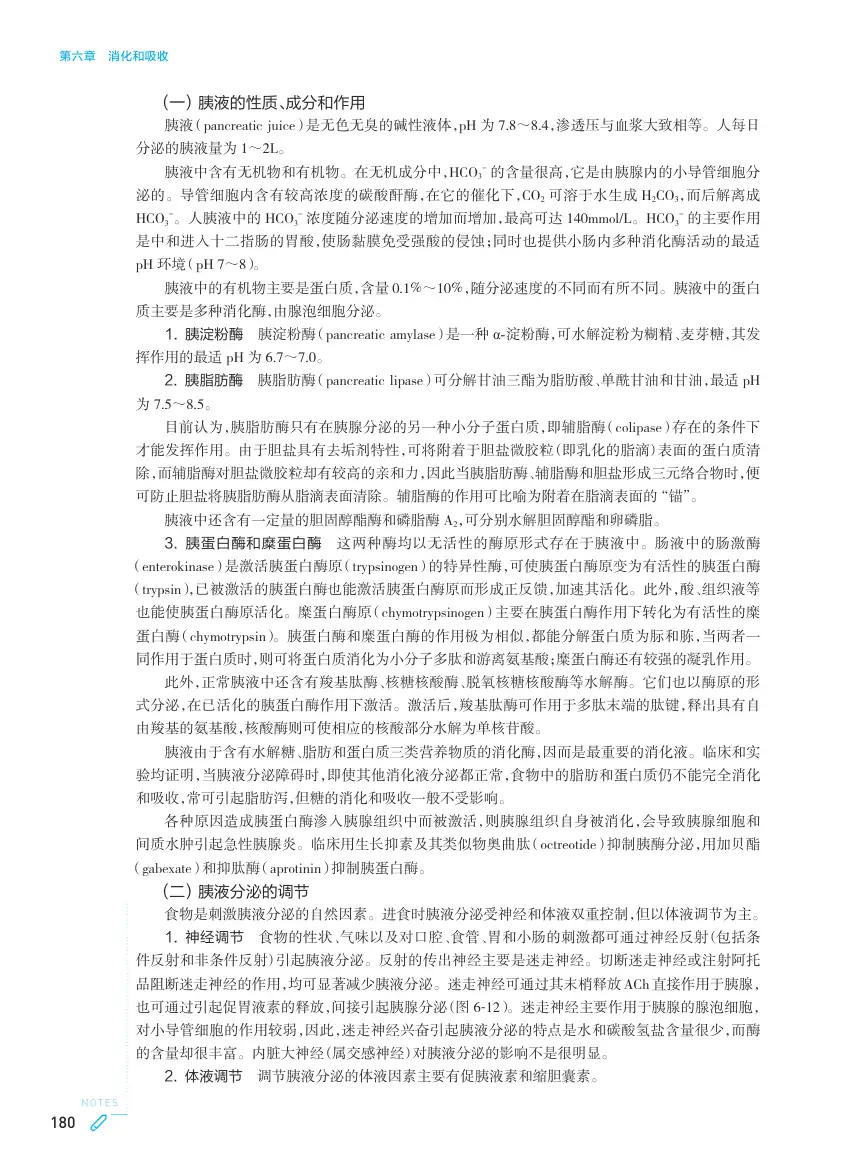 第六章　消化和吸收
（一）胰液的性质、成分和作用
胰液（pancreatic juice）是无色无臭的碱性液体，pH 为 7.8～8.4，渗透压与血浆大致相等。人每日
分泌的胰液量为 1～2L。
胰液中含有无机物和有机物。在无机成分中，HCO₃⁻ 的含量很高，它是由胰腺内的小导管细胞分
泌的。导管细胞内含有较高浓度的碳酸酐酶，在它的催化下，CO₂ 可溶于水生成 H₂CO₃，而后解离成
HCO₃⁻。人胰液中的 HCO₃⁻ 浓度随分泌速度的增加而增加，最高可达 140mmol/L。HCO₃⁻ 的主要作用
是中和进入十二指肠的胃酸，使肠黏膜免受强酸的侵蚀；同时也提供小肠内多种消化酶活动的最适
pH 环境（pH 7～8）。
胰液中的有机物主要是蛋白质，含量 0.1%～10%，随分泌速度的不同而有所不同。胰液中的蛋白
质主要是多种消化酶，由腺泡细胞分泌。
1. 胰淀粉酶　胰淀粉酶（pancreatic amylase）是一种 α-淀粉酶，可水解淀粉为糊精、麦芽糖，其发
挥作用的最适 pH 为 6.7～7.0。
2. 胰脂肪酶　胰脂肪酶（pancreatic lipase）可分解甘油三酯为脂肪酸、单酰甘油和甘油，最适 pH
为 7.5～8.5。
目前认为，胰脂肪酶只有在胰腺分泌的另一种小分子蛋白质，即辅脂酶（colipase）存在的条件下
才能发挥作用。由于胆盐具有去垢剂特性，可将附着于胆盐微胶粒（即乳化的脂滴）表面的蛋白质清
除，而辅脂酶对胆盐微胶粒却有较高的亲和力，因此当胰脂肪酶、辅脂酶和胆盐形成三元络合物时，便
可防止胆盐将胰脂肪酶从脂滴表面清除。辅脂酶的作用可比喻为附着在脂滴表面的 “锚”。
胰液中还含有一定量的胆固醇酯酶和磷脂酶 A₂，可分别水解胆固醇酯和卵磷脂。
3. 胰蛋白酶和糜蛋白酶　这两种酶均以无活性的酶原形式存在于胰液中。肠液中的肠激酶
（enterokinase）是激活胰蛋白酶原（trypsinogen）的特异性酶，可使胰蛋白酶原变为有活性的胰蛋白酶
（trypsin），已被激活的胰蛋白酶也能激活胰蛋白酶原而形成正反馈，加速其活化。此外，酸、组织液等
也能使胰蛋白酶原活化。糜蛋白酶原（chymotrypsinogen）主要在胰蛋白酶作用下转化为有活性的糜
蛋白酶（chymotrypsin）。胰蛋白酶和糜蛋白酶的作用极为相似，都能分解蛋白质为䏡和胨，当两者一
同作用于蛋白质时，则可将蛋白质消化为小分子多肽和游离氨基酸；糜蛋白酶还有较强的凝乳作用。
此外，正常胰液中还含有羧基肽酶、核糖核酸酶、脱氧核糖核酸酶等水解酶。它们也以酶原的形
式分泌，在已活化的胰蛋白酶作用下激活。激活后，羧基肽酶可作用于多肽末端的肽键，释出具有自
由羧基的氨基酸，核酸酶则可使相应的核酸部分水解为单核苷酸。
胰液由于含有水解糖、脂肪和蛋白质三类营养物质的消化酶，因而是最重要的消化液。临床和实
验均证明，当胰液分泌障碍时，即使其他消化液分泌都正常，食物中的脂肪和蛋白质仍不能完全消化
和吸收，常可引起脂肪泻，但糖的消化和吸收一般不受影响。
各种原因造成胰蛋白酶渗入胰腺组织中而被激活，则胰腺组织自身被消化，会导致胰腺细胞和
间质水肿引起急性胰腺炎。临床用生长抑素及其类似物奥曲肽（octreotide）抑制胰酶分泌，用加贝酯
（gabexate）和抑肽酶（aprotinin）抑制胰蛋白酶。
（二）胰液分泌的调节
食物是刺激胰液分泌的自然因素。进食时胰液分泌受神经和体液双重控制，但以体液调节为主。
1. 神经调节　食物的性状、气味以及对口腔、食管、胃和小肠的刺激都可通过神经反射（包括条
件反射和非条件反射）引起胰液分泌。反射的传出神经主要是迷走神经。切断迷走神经或注射阿托
品阻断迷走神经的作用，均可显著减少胰液分泌。迷走神经可通过其末梢释放 ACh 直接作用于胰腺，
也可通过引起促胃液素的释放，间接引起胰腺分泌（图 6-12）。迷走神经主要作用于胰腺的腺泡细胞，
对小导管细胞的作用较弱，因此，迷走神经兴奋引起胰液分泌的特点是水和碳酸氢盐含量很少，而酶
的含量却很丰富。内脏大神经（属交感神经）对胰液分泌的影响不是很明显。
2. 体液调节　调节胰液分泌的体液因素主要有促胰液素和缩胆囊素。
NOTES
180